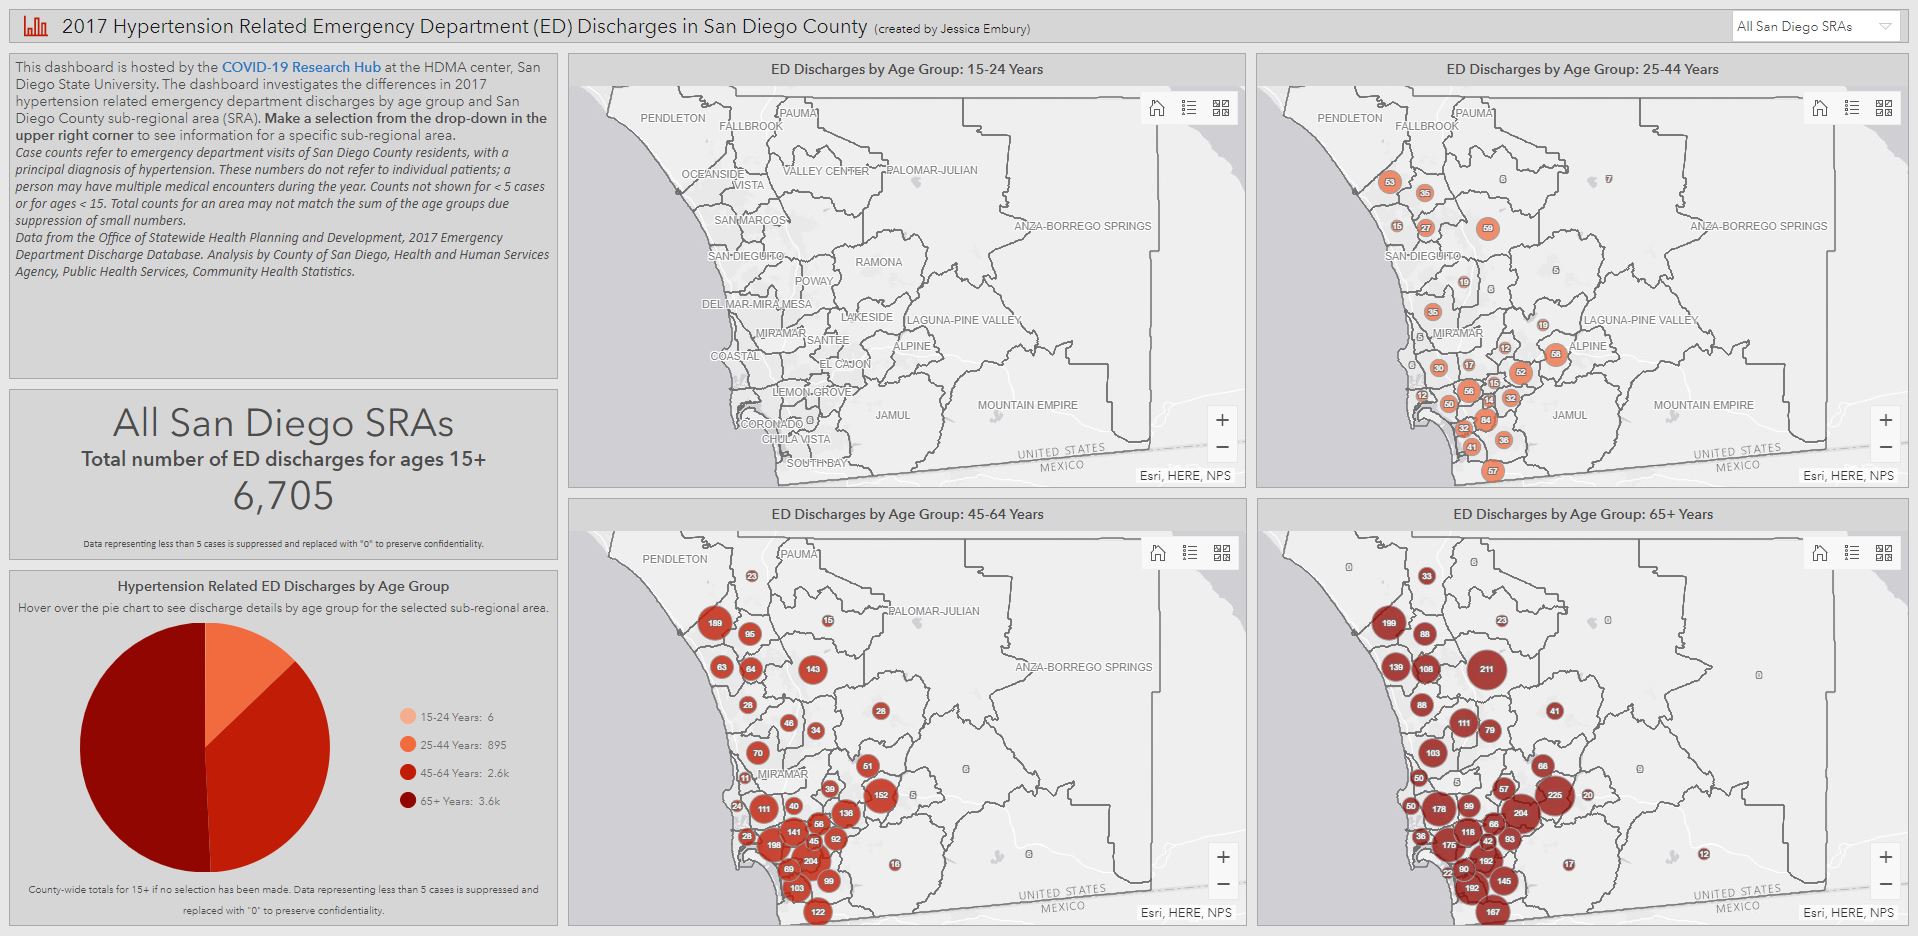 2017 Hypertension Related Emergency Department (ED) Discharges in San Diego County (created by Jessica Embury)
All San Diego SRAs
This dashboard is hosted by the COVID-19 Research Hub at the HDMA center, San
Diego State University. The dashboard investigates the differences in 2017
hypertension related emergency department discharges by age group and San
Diego County sub-regional area (SRA). Make a selection from the drop-down in the
upper right corner to see information for a specific sub-regional area.
Case counts refer to emergency department visits of San Diego County residents, with a
principal diagnosis of hypertension. These numbers do not refer to individual patients; a
person may have multiple medical encounters during the year. Counts not shown for < 5 cases
or for ages < 15. Total counts for an area may not match the sum of the age groups due
suppression of small numbers.
Data from the Office of Statewide Health Planning and Development, 2017 Emergency
Department Discharge Database. Analysis by County of San Diego, Health and Human Services
Agency, Public Health Services, Community Health Statistics.
All San Diego SRAs
Total number of ED discharges for ages 15+
6,705
Data representing less than 5 cases is suppressed and replaced with "0" to preserve confidentiality.
Hypertension Related ED Discharges by Age Group
Hover over the pie chart to see discharge details by age group for the selected sub-regional area.
15-24 Years: 6
25-44 Years: 895
45-64 Years: 2.6k
65+ Years: 3.6k
County-wide totals for 15+ if no selection has been made. Data representing less than 5 cases is suppressed and
replaced with "0" to preserve confidentiality.
ED Discharges by Age Group: 15-24 Years
PENDLETON
PAUMA
FALLBROOK
OCEANSIDE
VISTA
VALLEY CENTER
PALOMAR-JULIAN
SAN MARCOS
ANZA-BORREGO SPRINGS
SAN DIEGUITO
RAMONA
POWAY
DEL MAR-MIRA MESA
LAKESIDE
LAGUNA-PINE VALLEY
MIRAMAR
SANTEE
ALPINE
COASTAL
EL CAJON
LEMON GROVE
JAMUL
MOUNTAIN EMPIRE
CORONADO
6
CHULA VISTA
SOUTH BAY
UNITED STATES
MEXICO
Esri, HERE, NPS
ED Discharges by Age Group: 25-44 Years
PENDLETON
PAUMA
FALLBROOK
53
35
6
7
27
59
ANZA-BORREGO SPRINGS
SAN DIEGUITO
5
19
6
35
19
LAGUNA-PINE VALLEY
MIRAMAR
12
58
ALPINE
30
17
52
12
56
32
50
14
84
JAMUL
MOUNTAIN EMPIRE
32
36
41
57
UNITED STATES
MEXICO
Esri, HERE, NPS
ED Discharges by Age Group: 45-64 Years
PENDLETON
PAUMA
23
189
95
15
PALOMAR-JULIAN
63
64
143
ANZA-BORREGO SPRINGS
28
26
46
34
70
51
11
MIRAMAR
39
152
5
24
111
40
136
56
28
141
45
92
198
204
69
99
103
122
UNITED STATES
MEXICO
Esri, HERE, NPS
ED Discharges by Age Group: 65+ Years
33
199
88
23
139
108
211
88
41
111
79
103
66
50
57
225
20
50
178
99
204
66
36
118
42
93
175
192
12
17
22
90
145
192
167
UNITED STATES
MEXICO
Esri, HERE, NPS